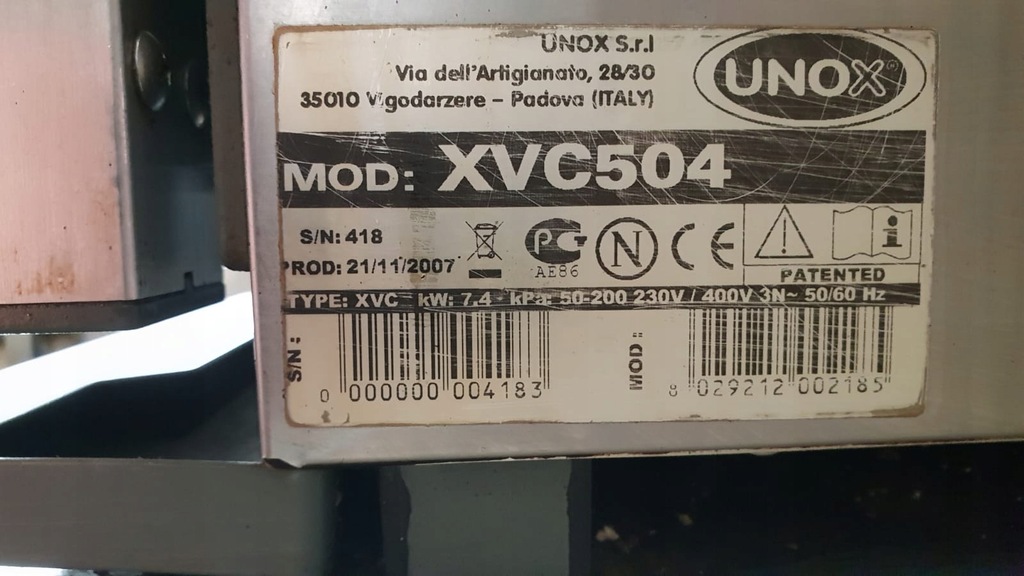 UNOX S.r.l
Via dell'Artigianato, 28/30
35010 Vigodarzere - Padova (ITALY)
UNOX
MOD: XVC504
S/N: 418
PROD: 21/11/2007
AE86
N
CE
PATENTED
TYPE: XVC - kW: 7.4 - kPa: 50-200 230V / 400V 3N~ 50/60 Hz
S/N:
0 000000 004183
MOD:
8 029212 002185